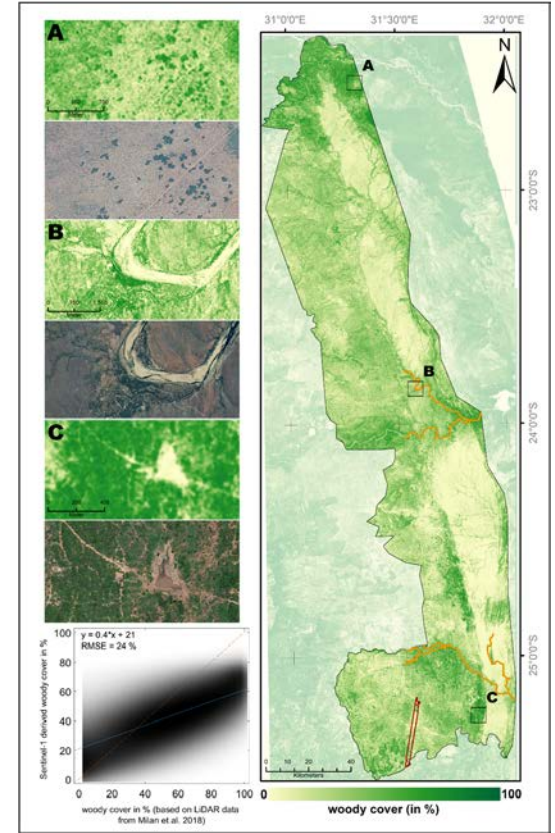 A
B
C
y = 0.4*x + 21
RMSE = 24 %
100
80
60
40
20
0
Sentinel-1 derived woody cover in %
0 20 40 60 80 100
woody cover in % (based on LiDAR data
from Milan et al. 2018)
31°0'0"E 31°30'0"E 32°0'0"E
N
A
B
C
23°0'0"S
24°0'0"S
25°0'0"S
0 10 20 40
Kilometers
0 100
woody cover (in %)